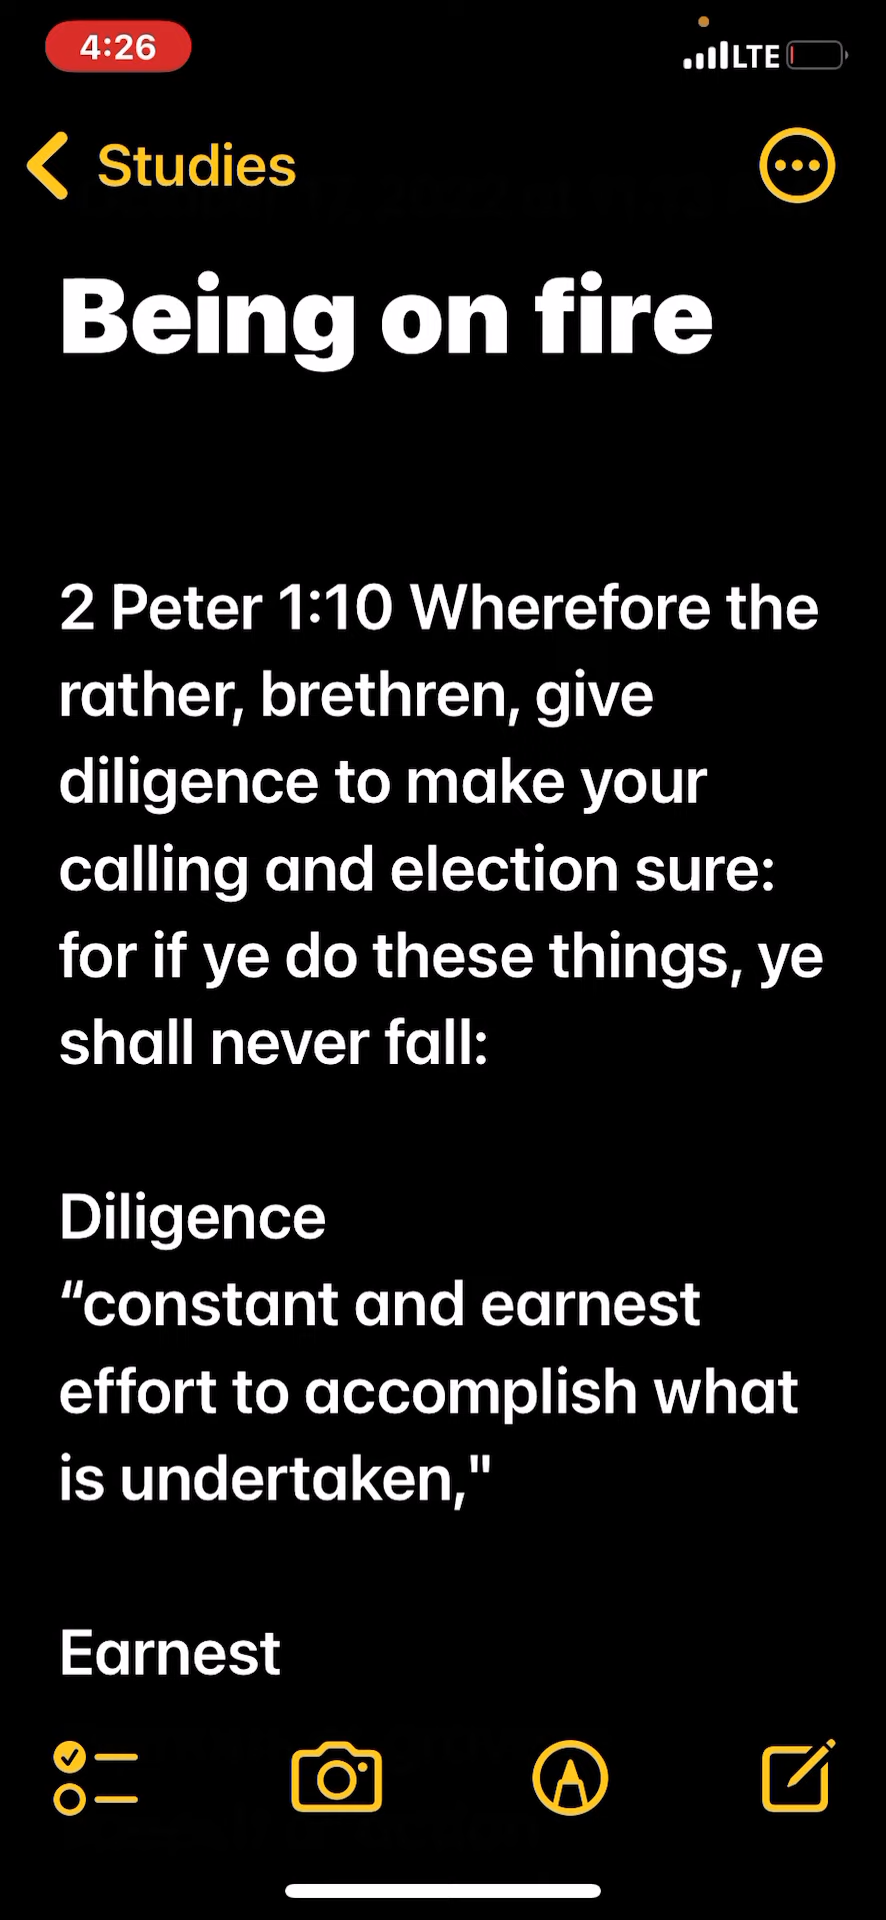 4:26
LTE
Studies
Being on fire
2 Peter 1:10 Wherefore the
rather, brethren, give
diligence to make your
calling and election sure:
for if ye do these things, ye
shall never fall:
Diligence
“constant and earnest
effort to accomplish what
is undertaken,"
Earnest